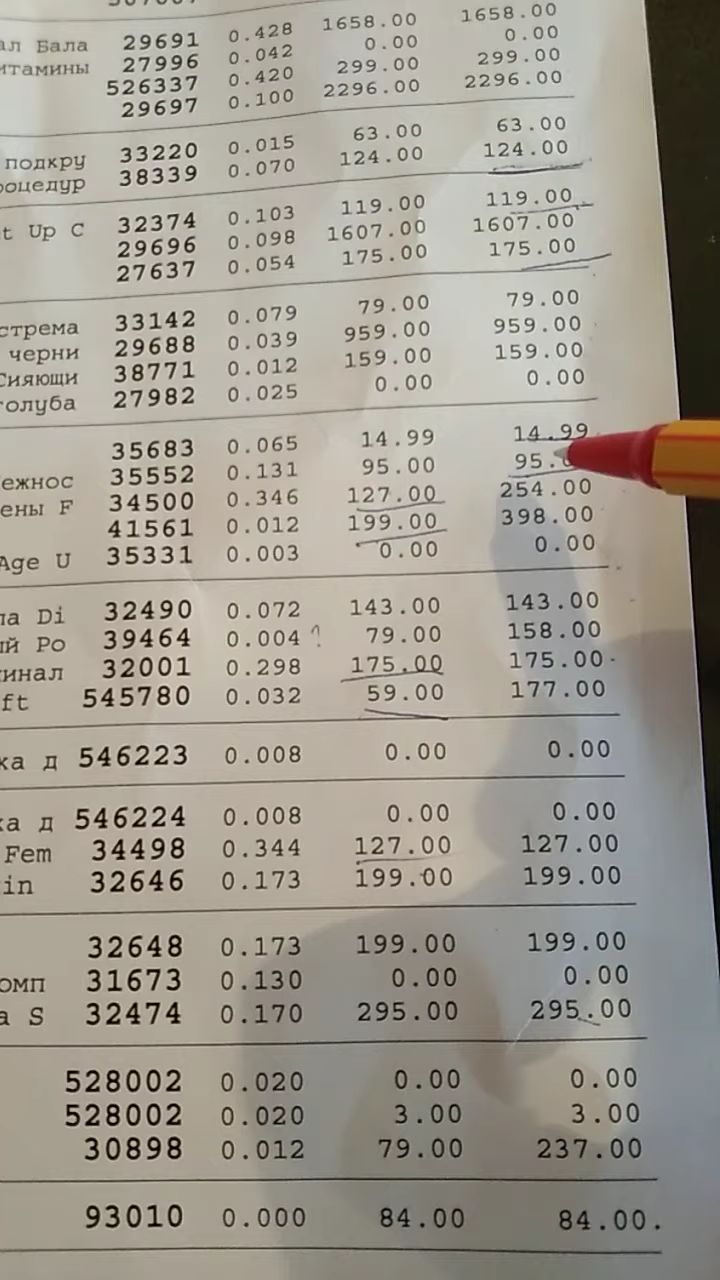 ал Бала 29691 0.428 1658.00 1658.00
итамины 27996 0.042 0.00 0.00
526337 0.420 299.00 299.00
29697 0.100 2296.00 2296.00
подкру 33220 0.015 63.00 63.00
роцедур 38339 0.070 124.00 124.00
t Up C 32374 0.103 119.00 119.00
29696 0.098 1607.00 1607.00
27637 0.054 175.00 175.00
стрема 33142 0.079 79.00 79.00
черни 29688 0.039 959.00 959.00
Сияющи 38771 0.012 159.00 159.00
голуба 27982 0.025 0.00 0.00
35683 0.065 14.99 14.99
ежнос 35552 0.131 95.00 95.
ены F 34500 0.346 127.00 254.00
41561 0.012 199.00 398.00
Age U 35331 0.003 0.00 0.00
ла Di 32490 0.072 143.00 143.00
ый Po 39464 0.004 ? 79.00 158.00
инал 32001 0.298 175.00 175.00
ft 545780 0.032 59.00 177.00
ка д 546223 0.008 0.00 0.00
ка д 546224 0.008 0.00 0.00
Fem 34498 0.344 127.00 127.00
in 32646 0.173 199.00 199.00
32648 0.173 199.00 199.00
омп 31673 0.130 0.00 0.00
a S 32474 0.170 295.00 295.00
528002 0.020 0.00 0.00
528002 0.020 3.00 3.00
30898 0.012 79.00 237.00
93010 0.000 84.00 84.00.